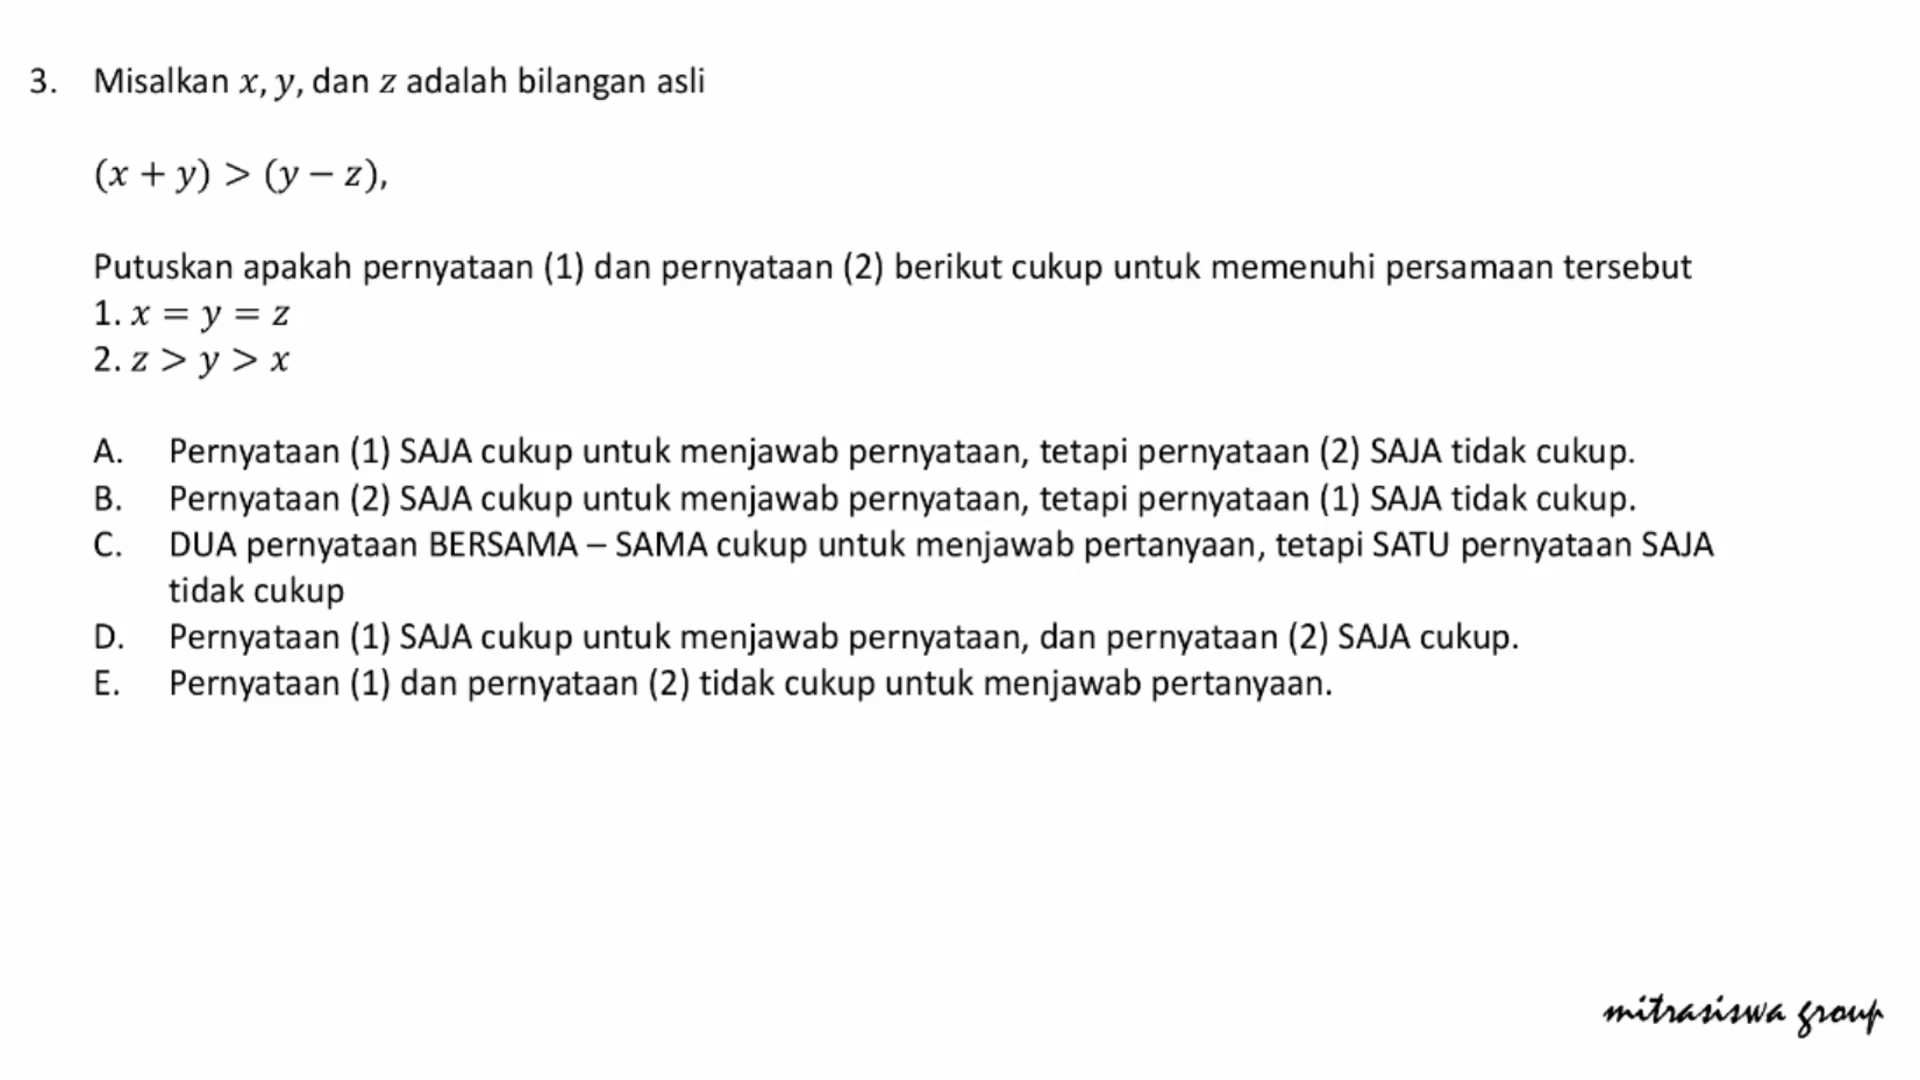 3. Misalkan x, y, dan z adalah bilangan asli
(x + y) > (y − z),
Putuskan apakah pernyataan (1) dan pernyataan (2) berikut cukup untuk memenuhi persamaan tersebut
1. x = y = z
2. z > y > x
A. Pernyataan (1) SAJA cukup untuk menjawab pernyataan, tetapi pernyataan (2) SAJA tidak cukup.
B. Pernyataan (2) SAJA cukup untuk menjawab pernyataan, tetapi pernyataan (1) SAJA tidak cukup.
C. DUA pernyataan BERSAMA – SAMA cukup untuk menjawab pertanyaan, tetapi SATU pernyataan SAJA
tidak cukup
D. Pernyataan (1) SAJA cukup untuk menjawab pernyataan, dan pernyataan (2) SAJA cukup.
E. Pernyataan (1) dan pernyataan (2) tidak cukup untuk menjawab pertanyaan.
mitrasiswa group